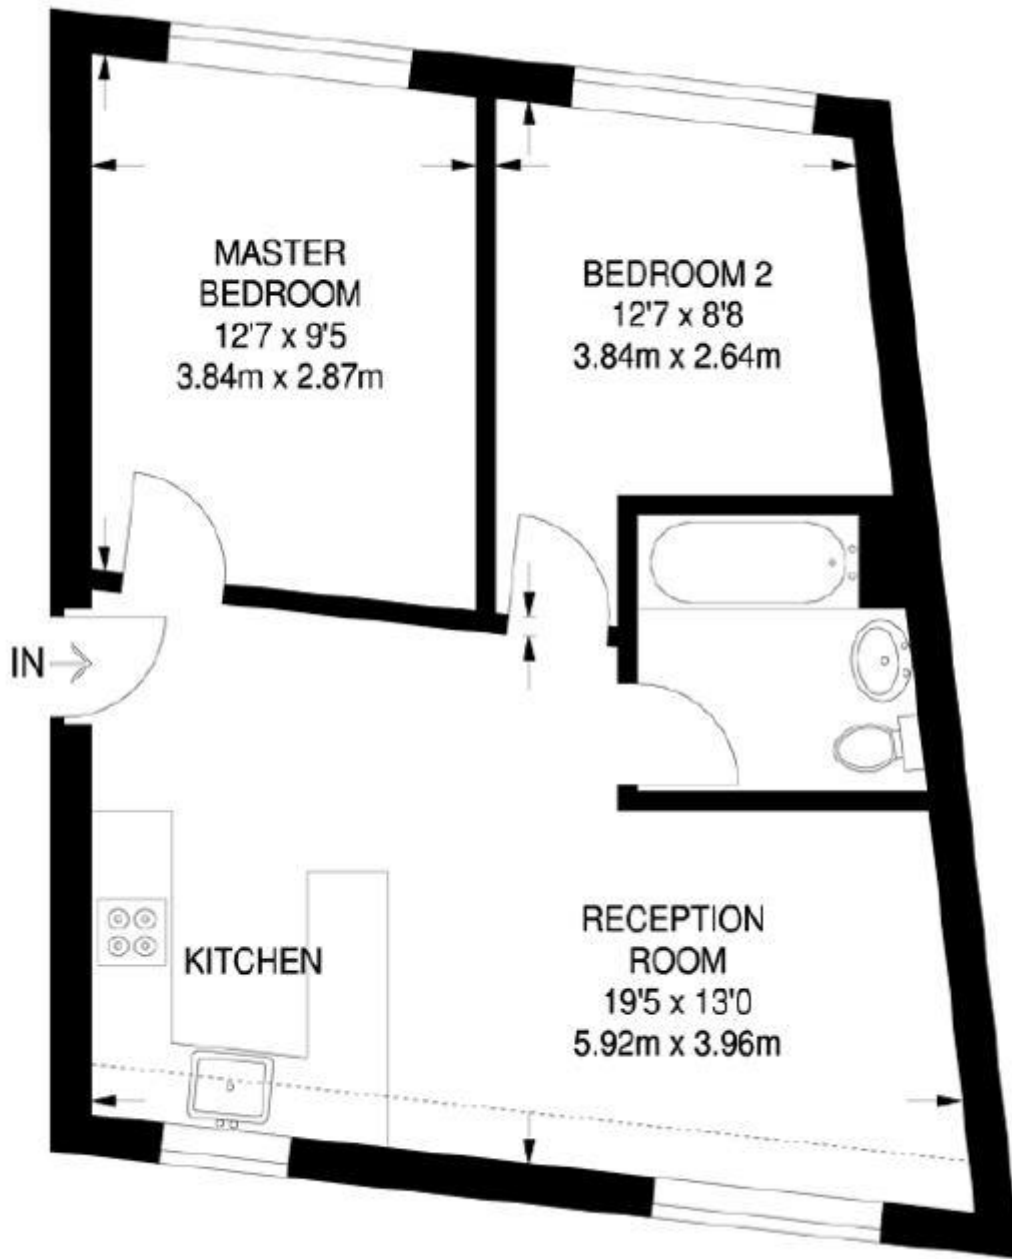 MASTER
BEDROOM
12'7 x 9'5
3.84m x 2.87m
BEDROOM 2
12'7 x 8'8
3.84m x 2.64m
IN
KITCHEN
RECEPTION
ROOM
19'5 x 13'0
5.92m x 3.96m